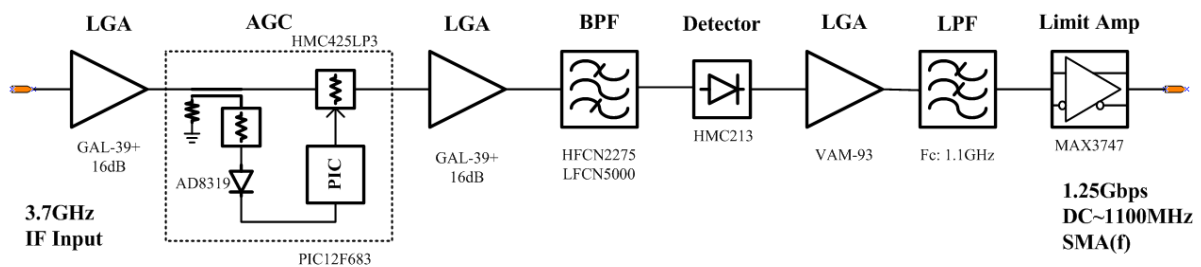 LGA
AGC
LGA
BPF
Detector
LGA
LPF
Limit Amp
HMC425LP3
GAL-39+
16dB
AD8319
PIC
PIC12F683
GAL-39+
16dB
HFCN2275
LFCN5000
HMC213
VAM-93
Fc: 1.1GHz
MAX3747
3.7GHz
IF Input
1.25Gbps
DC~1100MHz
SMA(f)